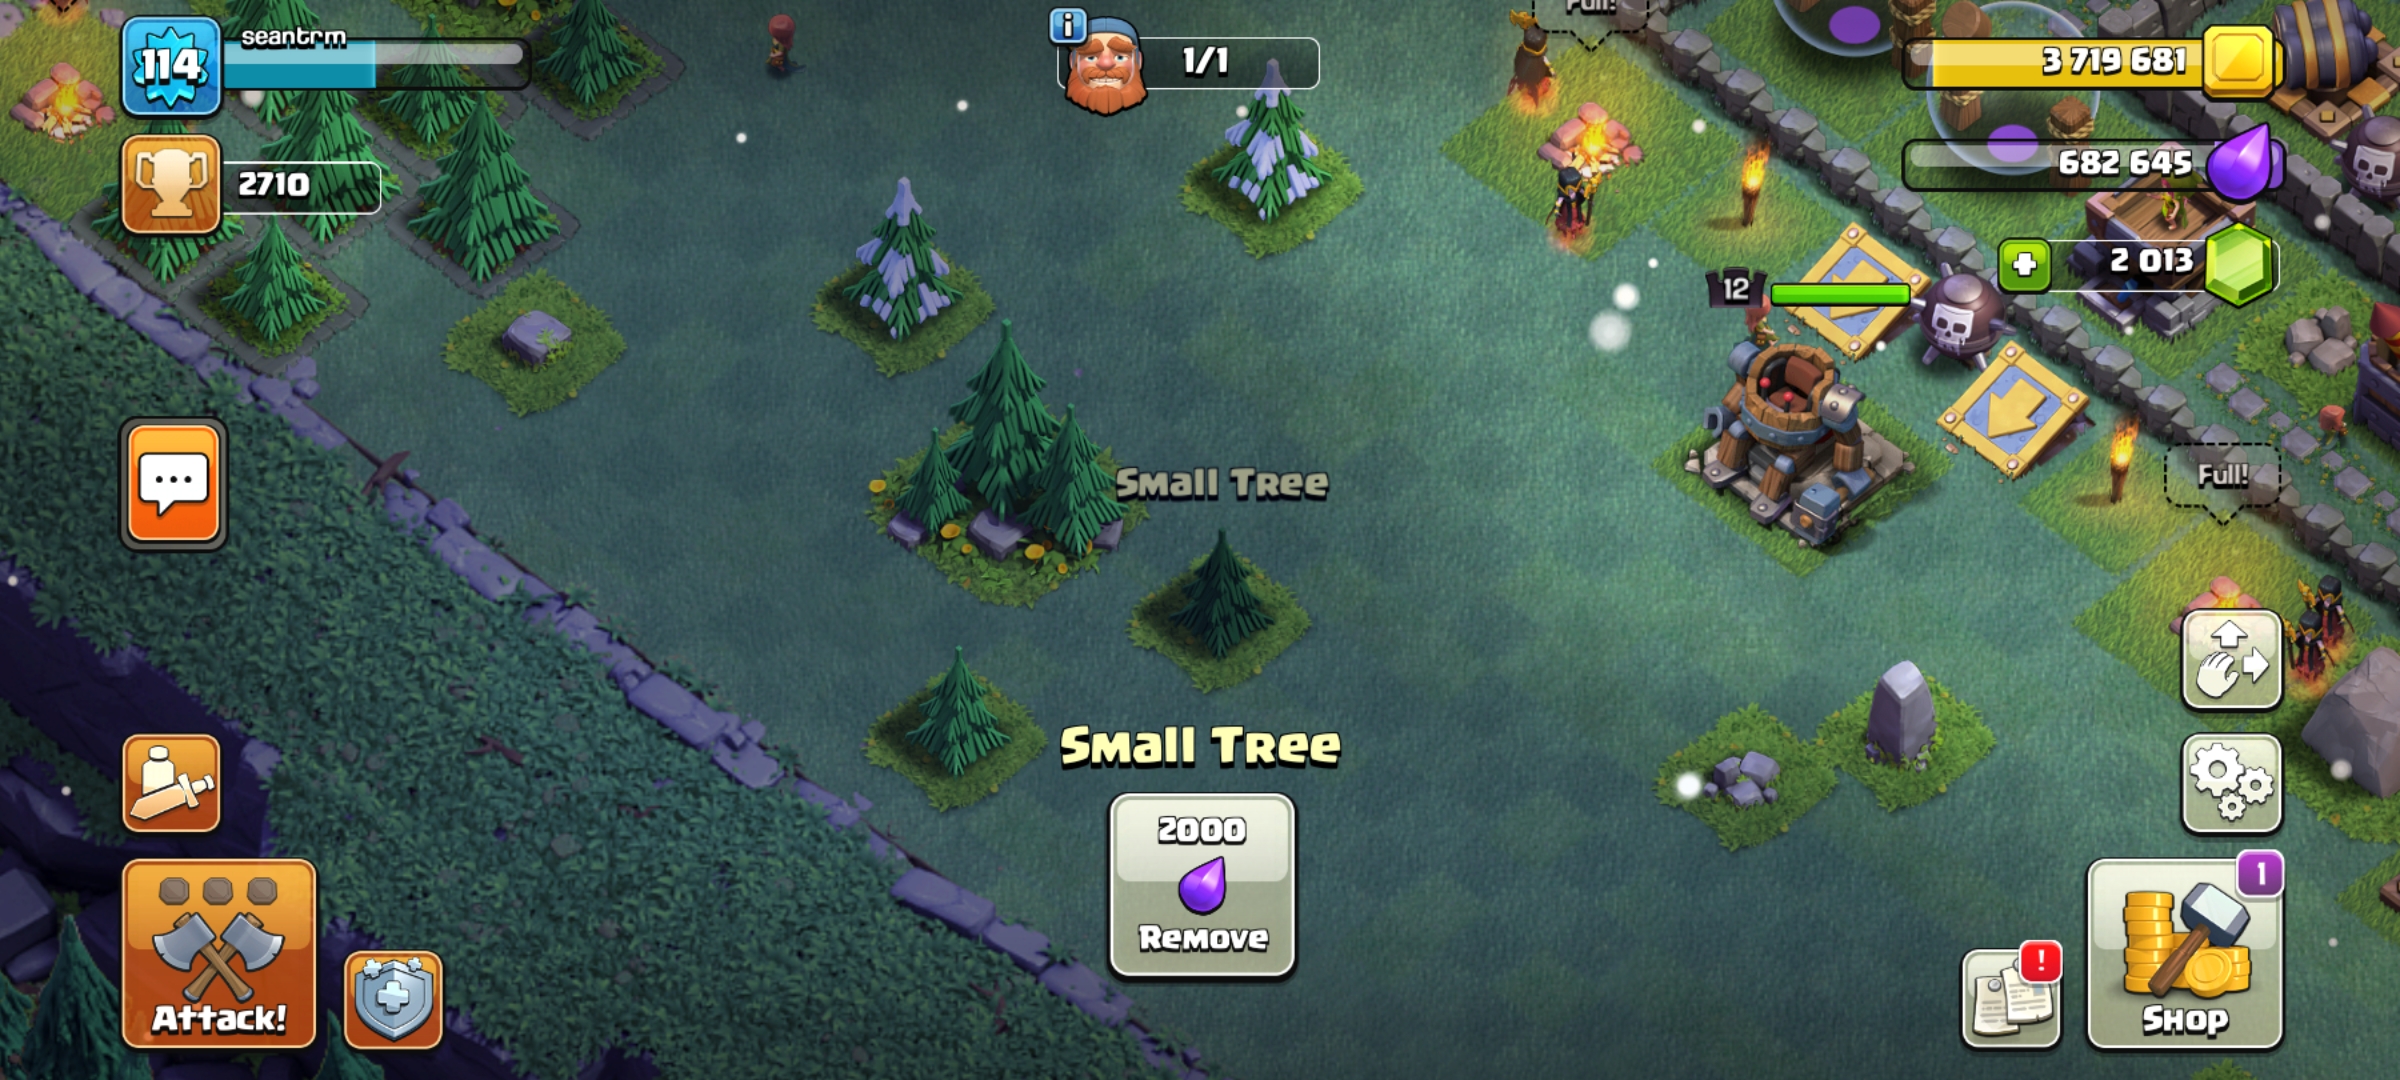 114
seantrm
i
1/1
Full!
3 719 681
2710
682 645
2 013
12
Small Tree
Full!
Small Tree
2000
Remove
1
!
Attack!
Shop